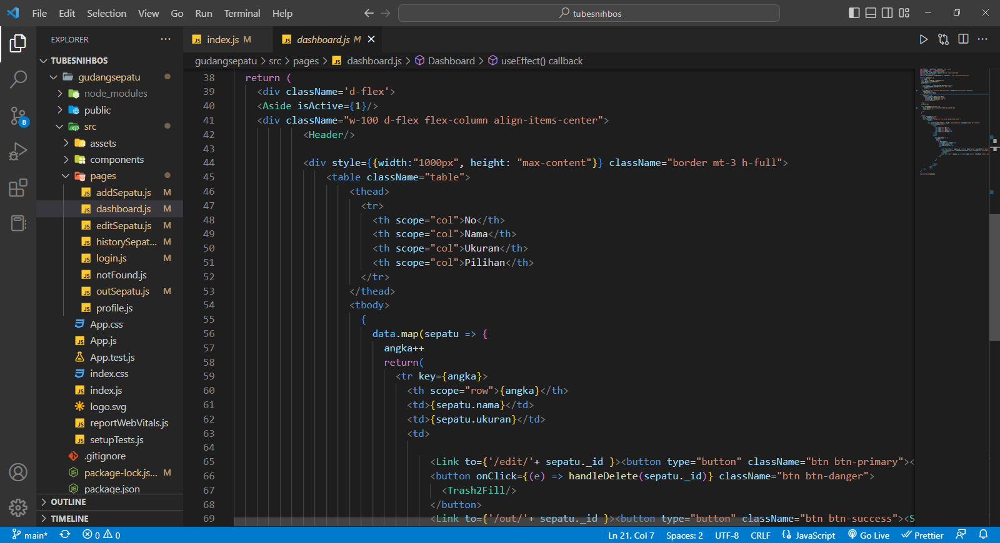 File Edit Selection View Go Run Terminal Help
tubesnihbos
EXPLORER
index.js M
dashboard.js M
TUBESNIHBOS
gudangsepatu > src > pages > JS dashboard.js > Dashboard > useEffect() callback
gudangsepatu
node_modules
public
src
assets
components
pages
addSepatu.js M
dashboard.js M
editSepatu.js M
historySepat... M
login.js M
notFound.js
outSepatu.js M
profile.js
App.css
App.js
App.test.js
index.css
index.js
logo.svg
reportWebVitals.js
setupTests.js
.gitignore
package-lock.js... M
package.json
OUTLINE
TIMELINE
8
38 return (
39 <div className='d-flex'>
40 <Aside isActive={1}/>
41 <div className="w-100 d-flex flex-column align-items-center">
42 <Header/>
43
44 <div style={{width:"1000px", height: "max-content"}} className="border mt-3 h-full">
45 <table className="table">
46 <thead>
47 <tr>
48 <th scope="col">No</th>
49 <th scope="col">Nama</th>
50 <th scope="col">Ukuran</th>
51 <th scope="col">Pilihan</th>
52 </tr>
53 </thead>
54 <tbody>
55 {
56 data.map(sepatu => {
57 angka++
58 return(
59 <tr key={angka}>
60 <th scope="row">{angka}</th>
61 <td>{sepatu.nama}</td>
62 <td>{sepatu.ukuran}</td>
63 <td>
64
65 <Link to={'/edit/'+ sepatu._id }><button type="button" className="btn btn-primary"><
66 <button onClick={(e) => handleDelete(sepatu._id)} className="btn btn-danger">
67 <Trash2Fill/>
68 </button>
69 <Link to={'/out/'+ sepatu._id }><button type="button" className="btn btn-success"><S
main* 0 0 Ln 21, Col 7 Spaces: 2 UTF-8 CRLF JavaScript Go Live Prettier